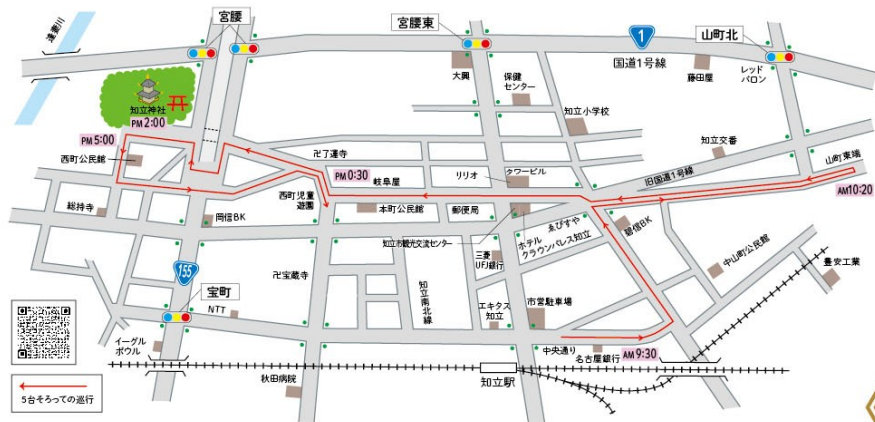 宮腰
宮腰東
1
国道1号線
山町北
逢妻川
大興
保健
センター
藤田屋
レッド
バロン
知立神社
PM 2:00
PM 5:00
西町公民館
卍了運寺
知立小学校
知立交番
山町東端
AM10:20
PM 0:30
岐阜屋
リリオ
タワービル
旧国道1号線
総持寺
岡信BK
西町児童
遊園
本町公民館
郵便局
知立市観光交流センター
ゑびすや
ホテル
クラウンパレス知立
碧信BK
三菱
UFJ銀行
中山町公民館
豊安工業
155
宝町
NTT
卍宝蔵寺
知立南北線
エキタス
知立
市営駐車場
イーグル
ボウル
中央通り
名古屋銀行
AM 9:30
秋田病院
知立駅
5台そろっての巡行